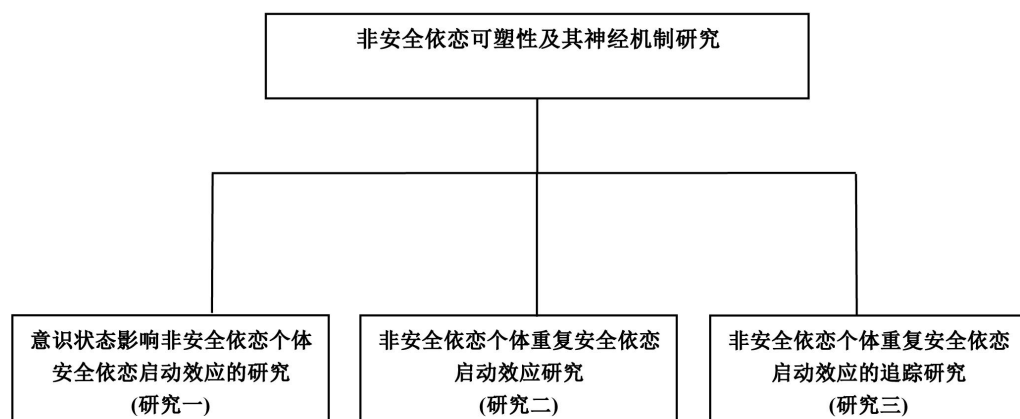 非安全依恋可塑性及其神经机制研究
意识状态影响非安全依恋个体
安全依恋启动效应的研究
(研究一)
非安全依恋个体重复安全依恋
启动效应研究
(研究二)
非安全依恋个体重复安全依恋
启动效应的追踪研究
(研究三)